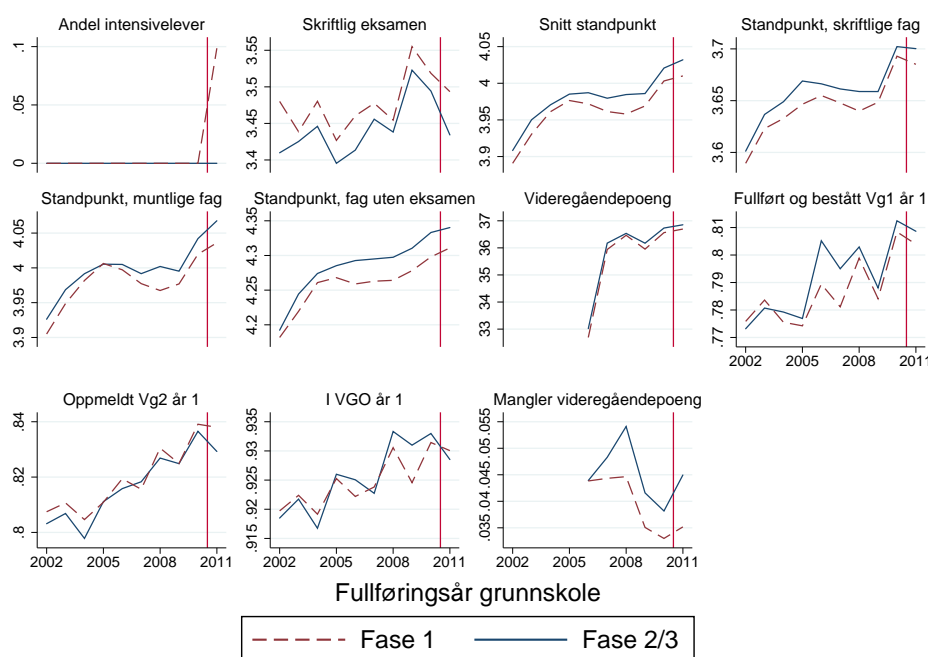 Andel intensivelever
.1
.05
0
Skriftlig eksamen
3.55
3.5
3.45
3.4
Snitt standpunkt
4.05
4
3.95
3.9
Standpunkt, skriftlige fag
3.7
3.65
3.6
Standpunkt, muntlige fag
4.05
4
3.95
3.9
Standpunkt, fag uten eksamen
4.35
4.3
4.25
4.2
Videregåendepoeng
37
36
35
34
33
Fullført og bestått Vg1 år 1
.81
.8
.79
.78
.77
2002 2005 2008 2011
Oppmeldt Vg2 år 1
.84
.82
.8
2002 2005 2008 2011
I VGO år 1
.935
.93
.925
.92
.915
2002 2005 2008 2011
Mangler videregåendepoeng
.055
.05
.045
.04
.035
2002 2005 2008 2011
Fullføringsår grunnskole
Fase 1 Fase 2/3